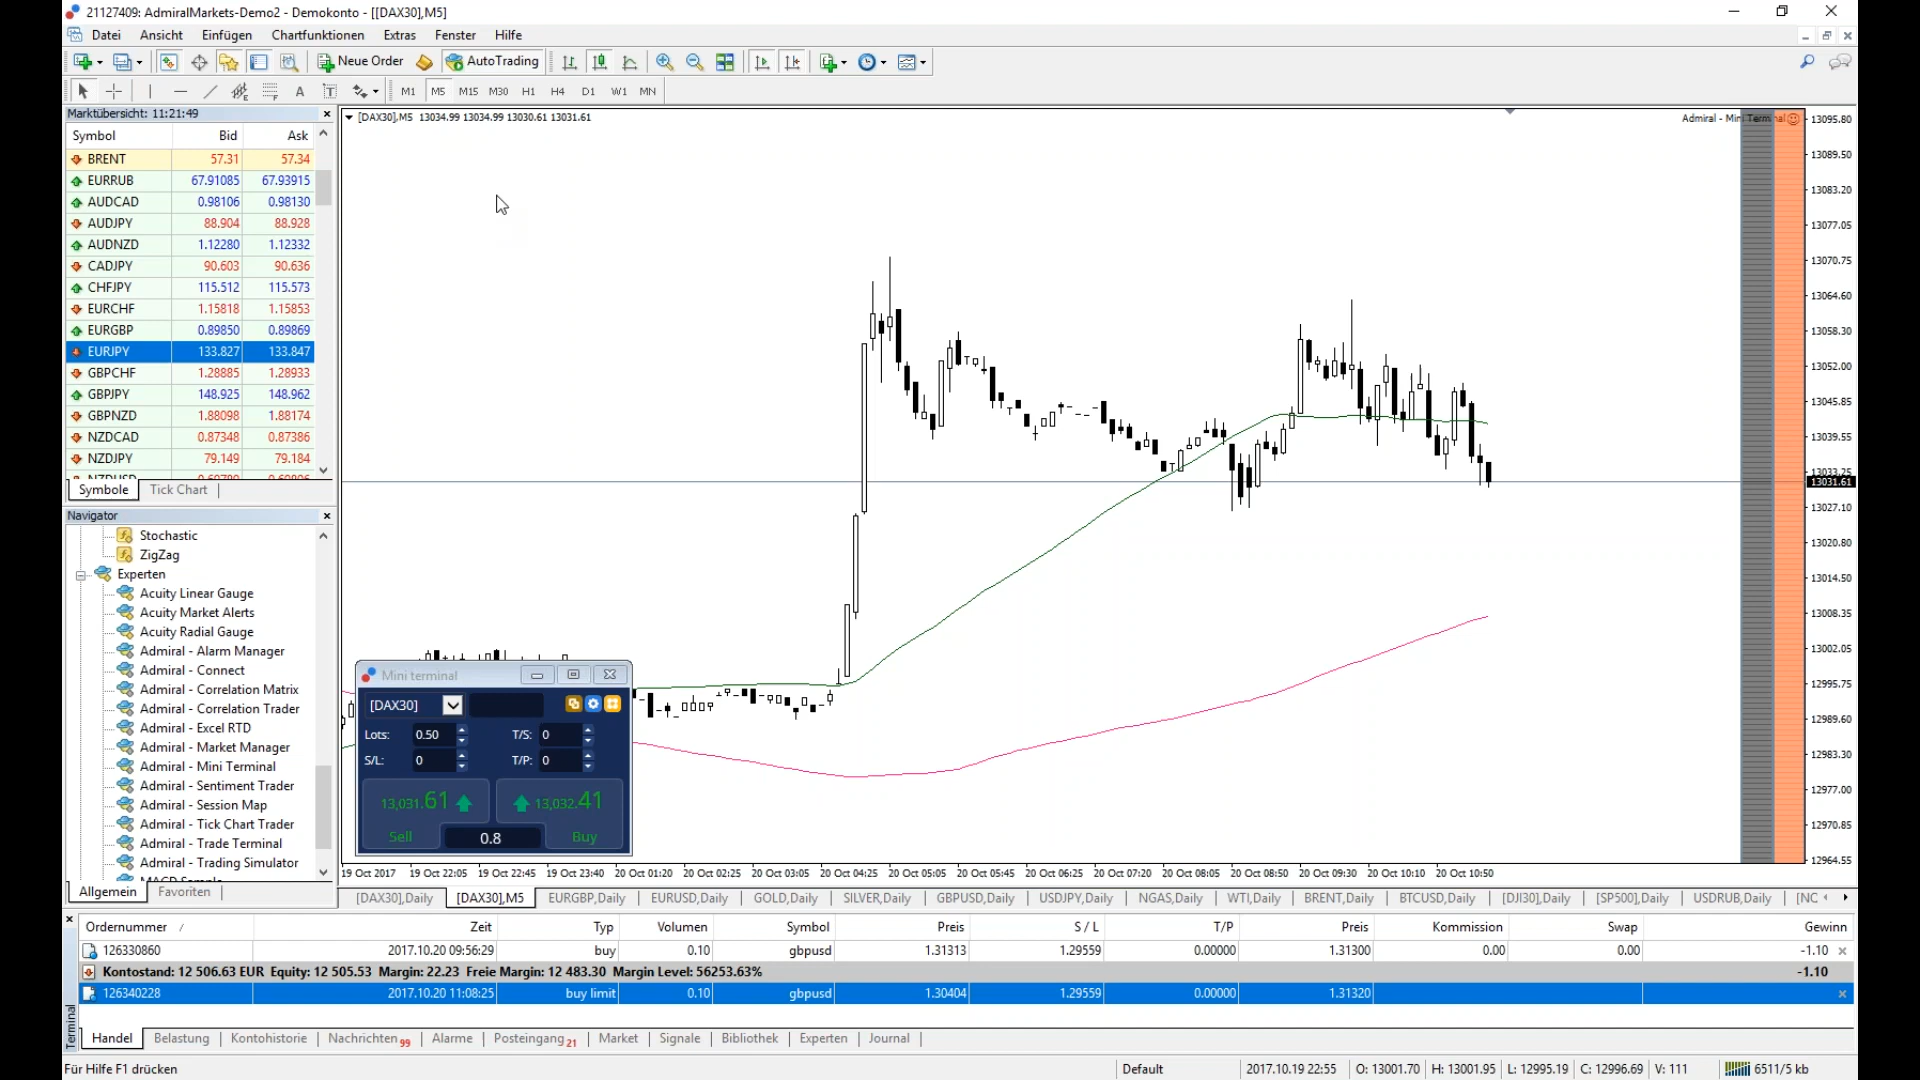 21127409: AdmiralMarkets-Demo2 - Demokonto - [[DAX30],M5]
Datei Ansicht Einfügen Chartfunktionen Extras Fenster Hilfe
Neue Order AutoTrading
A T M1 M5 M15 M30 H1 H4 D1 W1 MN
Marktübersicht: 11:21:49
Symbol Bid Ask
BRENT 57.31 57.34
EURRUB 67.91085 67.93915
AUDCAD 0.98106 0.98130
AUDJPY 88.904 88.928
AUDNZD 1.12280 1.12332
CADJPY 90.603 90.636
CHFJPY 115.512 115.573
EURCHF 1.15818 1.15853
EURGBP 0.89850 0.89869
EURJPY 133.827 133.847
GBPCHF 1.28885 1.28933
GBPJPY 148.925 148.962
GBPNZD 1.88098 1.88174
NZDCAD 0.87348 0.87386
NZDJPY 79.149 79.184
Symbole Tick Chart
Navigator
Stochastic
ZigZag
Experten
Acuity Linear Gauge
Acuity Market Alerts
Acuity Radial Gauge
Admiral - Alarm Manager
Admiral - Connect
Admiral - Correlation Matrix
Admiral - Correlation Trader
Admiral - Excel RTD
Admiral - Market Manager
Admiral - Mini Terminal
Admiral - Sentiment Trader
Admiral - Session Map
Admiral - Tick Chart Trader
Admiral - Trade Terminal
Admiral - Trading Simulator
Allgemein Favoriten
[DAX30],M5 13034.99 13034.99 13030.61 13031.61
Admiral - Mini Terminal
13095.80
13089.50
13083.20
13077.05
13070.75
13064.60
13058.30
13052.00
13045.85
13039.55
13033.25
13031.61
13027.10
13020.80
13014.50
13008.35
13002.05
12995.75
12989.60
12983.30
12977.00
12970.85
12964.55
Mini terminal
[DAX30]
Lots: 0.50 T/S: 0
S/L: 0 T/P: 0
13,031.61 13,032.41
Sell 0.8 Buy
19 Oct 2017 19 Oct 22:05 19 Oct 22:45 19 Oct 23:40 20 Oct 01:20 20 Oct 02:25 20 Oct 03:05 20 Oct 04:25 20 Oct 05:05 20 Oct 05:45 20 Oct 06:25 20 Oct 07:20 20 Oct 08:05 20 Oct 08:50 20 Oct 09:30 20 Oct 10:10 20 Oct 10:50
[DAX30],Daily [DAX30],M5 EURGBP,Daily EURUSD,Daily GOLD,Daily SILVER,Daily GBPUSD,Daily USDJPY,Daily NGAS,Daily WTI,Daily BRENT,Daily BTCUSD,Daily [DJI30],Daily [SP500],Daily USDRUB,Daily [NC
Ordernummer / Zeit Typ Volumen Symbol Preis S / L T/P Preis Kommission Swap Gewinn
126330860 2017.10.20 09:56:29 buy 0.10 gbpusd 1.31313 1.29559 0.00000 1.31300 0.00 0.00 -1.10
Kontostand: 12 506.63 EUR Equity: 12 505.53 Margin: 22.23 Freie Margin: 12 483.30 Margin Level: 56253.63% -1.10
126340228 2017.10.20 11:08:25 buy limit 0.10 gbpusd 1.30404 1.29559 0.00000 1.31320
Terminal
Handel Belastung Kontohistorie Nachrichten 99 Alarme Posteingang 21 Market Signale Bibliothek Experten Journal
Für Hilfe F1 drücken Default 2017.10.19 22:55 O: 13001.70 H: 13001.95 L: 12995.19 C: 12996.69 V: 111 6511/5 kb